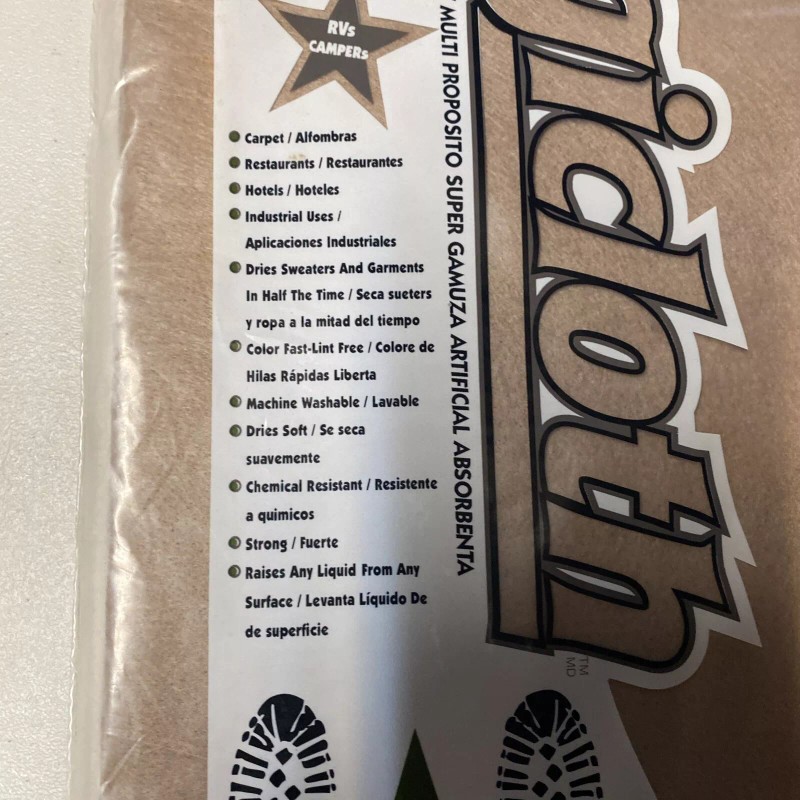 RVs
CAMPERs
Carpet / Alfombras
Restaurants / Restaurantes
Hotels / Hoteles
Industrial Uses /
Aplicaciones Industriales
Dries Sweaters And Garments
In Half The Time / Seca sueters
y ropa a la mitad del tiempo
Color Fast-Lint Free / Colore de
Hilas Rápidas Liberta
Machine Washable / Lavable
Dries Soft / Se seca
suavemente
Chemical Resistant / Resistente
a quimicos
Strong / Fuerte
Raises Any Liquid From Any
Surface / Levanta Líquido De
de superficie
MULTI PROPOSITO SUPER GAMUZA ARTIFICIAL ABSORBENTA
gicloth
TM
MD